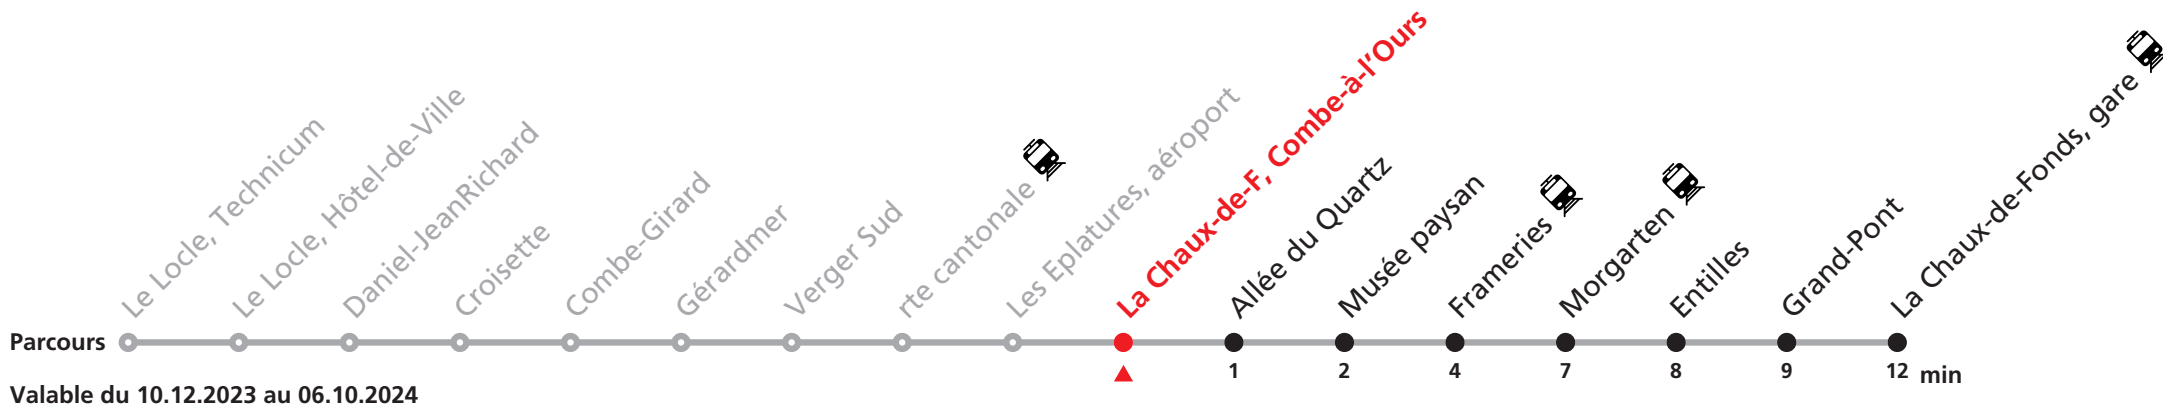 Le Locle, Technicum
Le Locle, Hôtel-de-Ville
Daniel-JeanRichard
Croisette
Combe-Girard
Gérardmer
Verger Sud
rte cantonale
Les Eplatures, aéroport
La Chaux-de-F, Combe-à-l'Ours
Allée du Quartz
Musée paysan
Frameries
Morgarten
Entilles
Grand-Pont
La Chaux-de-Fonds, gare
Parcours
1 2 4 7 8 9 12 min
Valable du 10.12.2023 au 06.10.2024